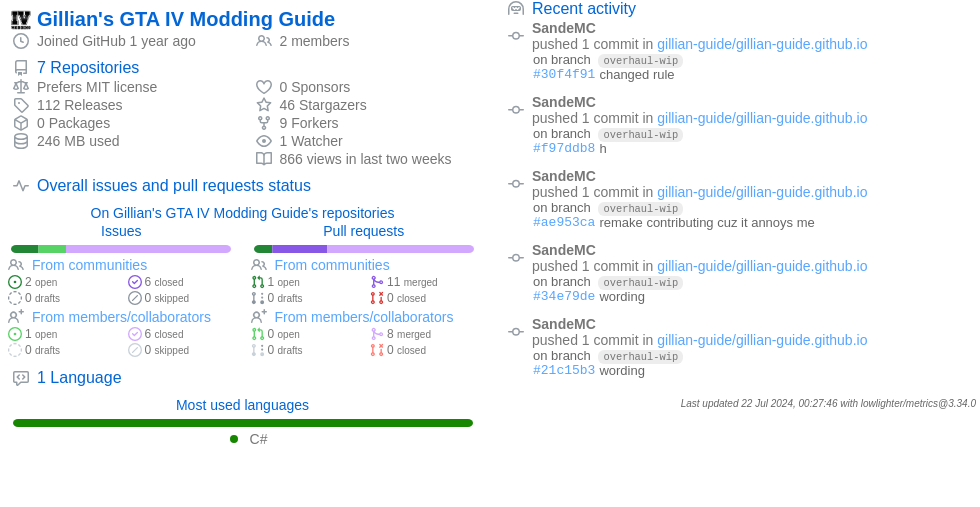 Gillian's GTA IV Modding Guide
Joined GitHub 1 year ago
2 members
7 Repositories
Prefers MIT license
0 Sponsors
112 Releases
46 Stargazers
0 Packages
9 Forkers
246 MB used
1 Watcher
866 views in last two weeks
Overall issues and pull requests status
On Gillian's GTA IV Modding Guide's repositories
Issues
Pull requests
From communities
2 open
6 closed
0 drafts
0 skipped
From members/collaborators
1 open
6 closed
0 drafts
0 skipped
From communities
1 open
11 merged
0 drafts
0 closed
From members/collaborators
0 open
8 merged
0 drafts
0 closed
1 Language
Most used languages
C#
Recent activity
SandeMC
pushed 1 commit in gillian-guide/gillian-guide.github.io
on branch overhaul-wip
#30f4f91 changed rule
SandeMC
pushed 1 commit in gillian-guide/gillian-guide.github.io
on branch overhaul-wip
#f97ddb8 h
SandeMC
pushed 1 commit in gillian-guide/gillian-guide.github.io
on branch overhaul-wip
#ae953ca remake contributing cuz it annoys me
SandeMC
pushed 1 commit in gillian-guide/gillian-guide.github.io
on branch overhaul-wip
#34e79de wording
SandeMC
pushed 1 commit in gillian-guide/gillian-guide.github.io
on branch overhaul-wip
#21c15b3 wording
Last updated 22 Jul 2024, 00:27:46 with lowlighter/metrics@3.34.0